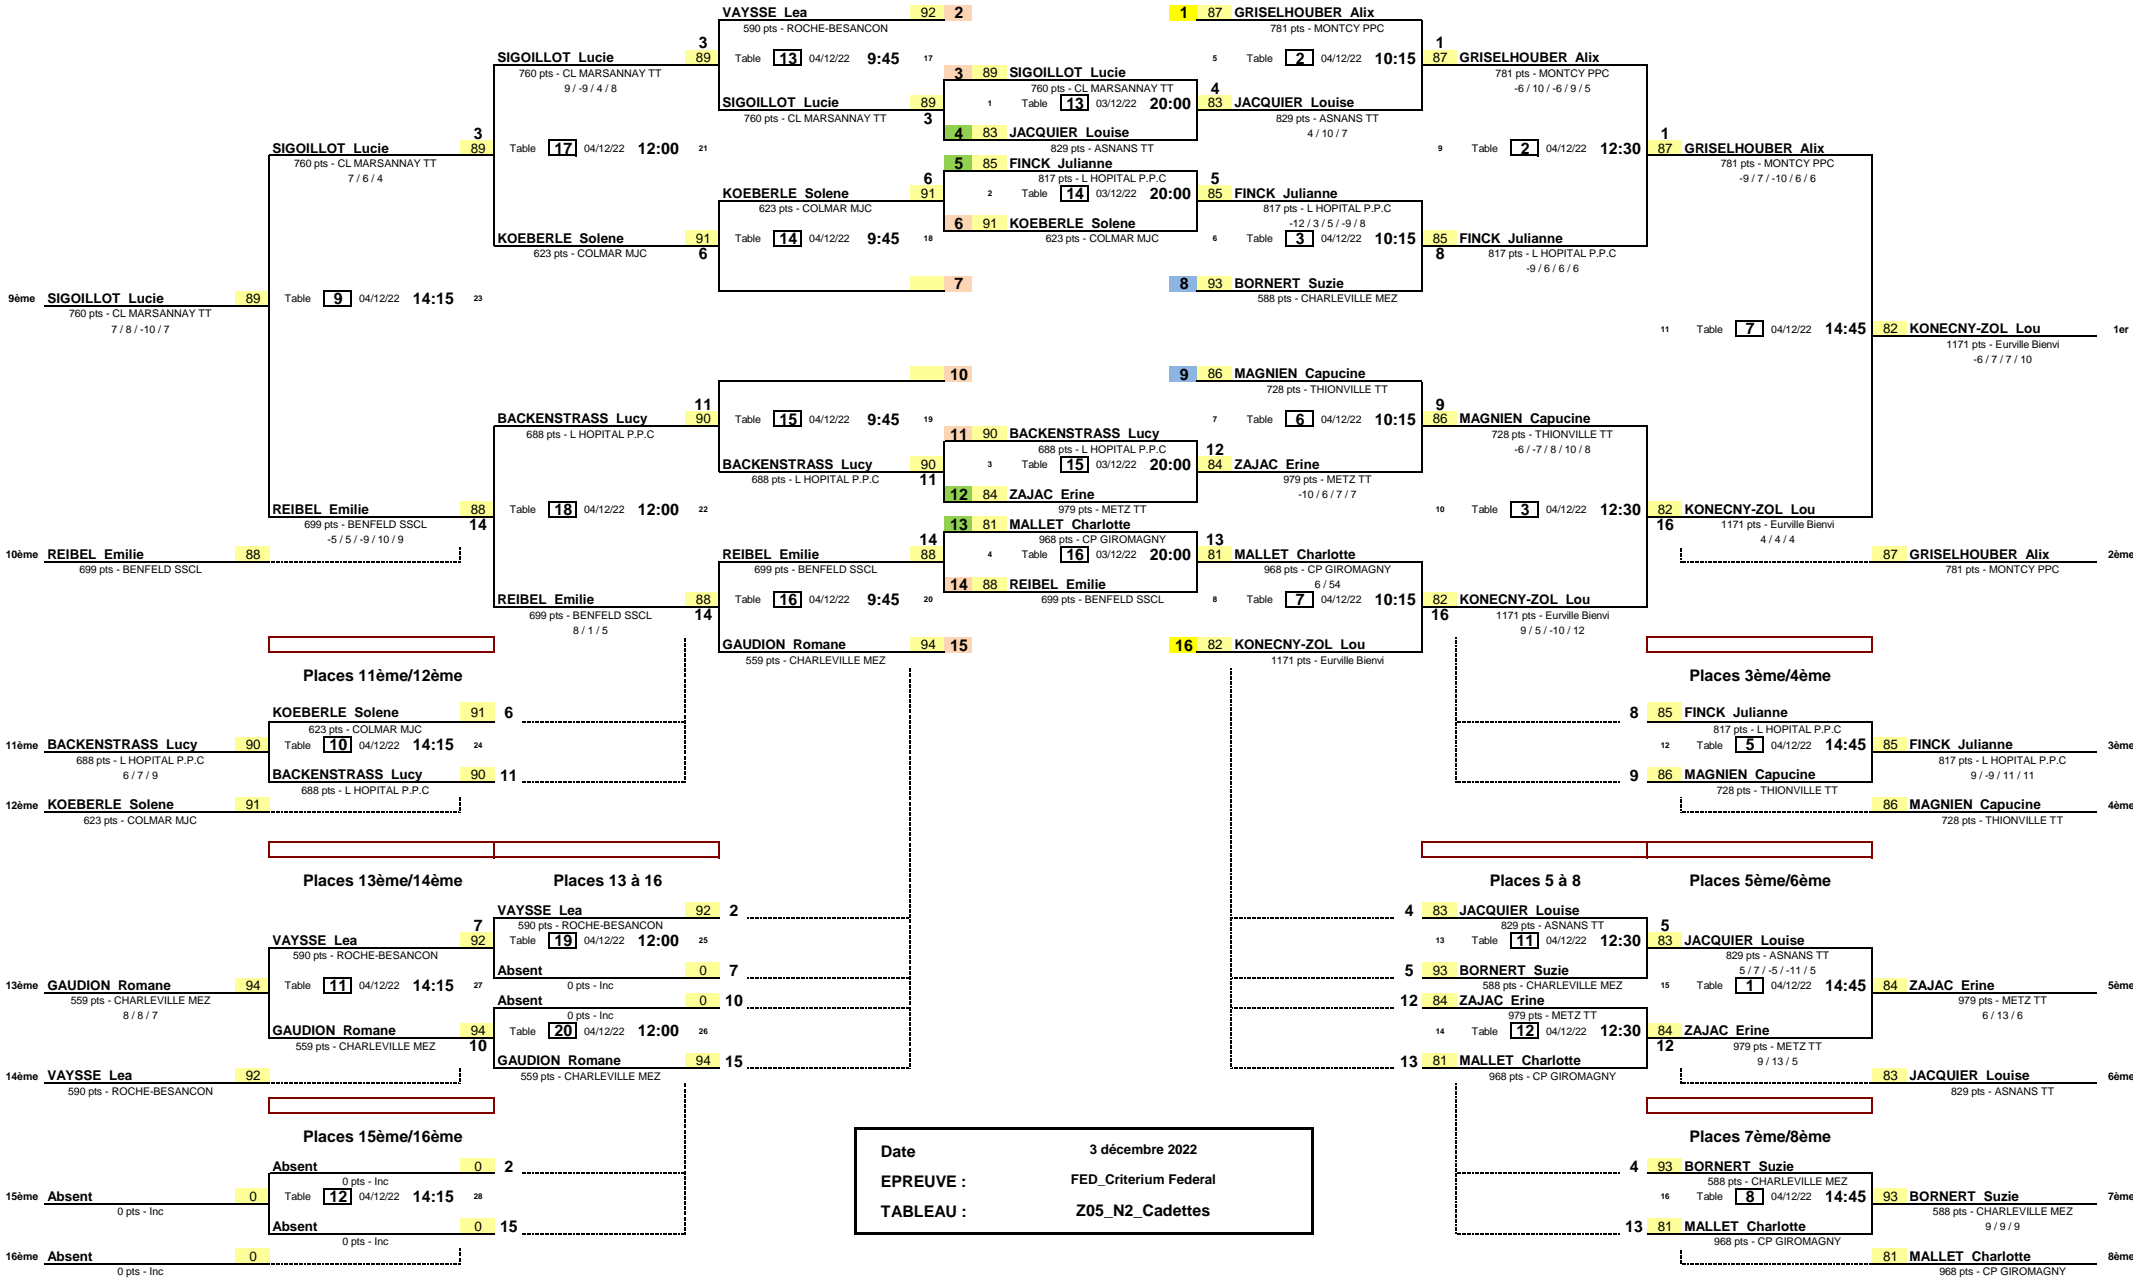 VAYSSE Lea 92 2
590 pts - ROCHE-BESANCON
1 87 GRISELHOUBER Alix
781 pts - MONTCY PPC
3
SIGOILLOT Lucie 89
760 pts - CL MARSANNAY TT
9 / -9 / 4 / 8
Table 13 04/12/22 9:45 17
5 Table 2 04/12/22 10:15
1
87 GRISELHOUBER Alix
781 pts - MONTCY PPC
-6 / 10 / -6 / 9 / 5
3 89 SIGOILLOT Lucie
760 pts - CL MARSANNAY TT
1 Table 13 03/12/22 20:00
SIGOILLOT Lucie 89
760 pts - CL MARSANNAY TT 3
4
83 JACQUIER Louise
829 pts - ASNANS TT
4 / 10 / 7
4 83 JACQUIER Louise
829 pts - ASNANS TT
3
SIGOILLOT Lucie 89
760 pts - CL MARSANNAY TT
7 / 6 / 4
Table 17 04/12/22 12:00 21
9 Table 2 04/12/22 12:30
1
87 GRISELHOUBER Alix
781 pts - MONTCY PPC
-9 / 7 / -10 / 6 / 6
5 85 FINCK Julianne
817 pts - L HOPITAL P.P.C
2 Table 14 03/12/22 20:00
6
KOEBERLE Solene 91
623 pts - COLMAR MJC
5
85 FINCK Julianne
817 pts - L HOPITAL P.P.C
-12 / 3 / 5 / -9 / 8
6 91 KOEBERLE Solene
623 pts - COLMAR MJC
KOEBERLE Solene 91
623 pts - COLMAR MJC 6
Table 14 04/12/22 9:45 18
6 Table 3 04/12/22 10:15
85 FINCK Julianne
8 817 pts - L HOPITAL P.P.C
-9 / 6 / 6 / 6
7
8 93 BORNERT Suzie
588 pts - CHARLEVILLE MEZ
9ème SIGOILLOT Lucie 89
760 pts - CL MARSANNAY TT
7 / 8 / -10 / 7
Table 9 04/12/22 14:15 23
11 Table 7 04/12/22 14:45
82 KONECNY-ZOL Lou 1er
1171 pts - Eurville Bienvi
-6 / 7 / 7 / 10
10
9 86 MAGNIEN Capucine
728 pts - THIONVILLE TT
11
BACKENSTRASS Lucy 90
688 pts - L HOPITAL P.P.C
Table 15 04/12/22 9:45 19
7 Table 6 04/12/22 10:15
9
86 MAGNIEN Capucine
728 pts - THIONVILLE TT
-6 / -7 / 8 / 10 / 8
11 90 BACKENSTRASS Lucy
688 pts - L HOPITAL P.P.C
3 Table 15 03/12/22 20:00
BACKENSTRASS Lucy 90
688 pts - L HOPITAL P.P.C 11
12
84 ZAJAC Erine
979 pts - METZ TT
-10 / 6 / 7 / 7
12 84 ZAJAC Erine
979 pts - METZ TT
REIBEL Emilie 88
699 pts - BENFELD SSCL 14
-5 / 5 / -9 / 10 / 9
Table 18 04/12/22 12:00 22
10 Table 3 04/12/22 12:30
82 KONECNY-ZOL Lou
16 1171 pts - Eurville Bienvi
4 / 4 / 4
13 81 MALLET Charlotte
968 pts - CP GIROMAGNY
4 Table 16 03/12/22 20:00
10ème REIBEL Emilie 88
699 pts - BENFELD SSCL
14
REIBEL Emilie 88
699 pts - BENFELD SSCL
13
81 MALLET Charlotte
968 pts - CP GIROMAGNY
6 / 54
87 GRISELHOUBER Alix 2ème
781 pts - MONTCY PPC
14 88 REIBEL Emilie
699 pts - BENFELD SSCL
REIBEL Emilie 88
699 pts - BENFELD SSCL 14
8 / 1 / 5
Table 16 04/12/22 9:45 20
8 Table 7 04/12/22 10:15
82 KONECNY-ZOL Lou
16 1171 pts - Eurville Bienvi
9 / 5 / -10 / 12
GAUDION Romane 94 15
559 pts - CHARLEVILLE MEZ
16 82 KONECNY-ZOL Lou
1171 pts - Eurville Bienvi
Places 11ème/12ème
Places 3ème/4ème
KOEBERLE Solene 91 6
623 pts - COLMAR MJC
8 85 FINCK Julianne
817 pts - L HOPITAL P.P.C
11ème BACKENSTRASS Lucy 90
688 pts - L HOPITAL P.P.C
6 / 7 / 9
Table 10 04/12/22 14:15 24
12 Table 5 04/12/22 14:45
85 FINCK Julianne 3ème
817 pts - L HOPITAL P.P.C
9 / -9 / 11 / 11
BACKENSTRASS Lucy 90 11
688 pts - L HOPITAL P.P.C
9 86 MAGNIEN Capucine
728 pts - THIONVILLE TT
12ème KOEBERLE Solene 91
623 pts - COLMAR MJC
86 MAGNIEN Capucine 4ème
728 pts - THIONVILLE TT
Places 13ème/14ème
Places 13 à 16
Places 5 à 8
Places 5ème/6ème
VAYSSE Lea 92 2
590 pts - ROCHE-BESANCON
4 83 JACQUIER Louise
829 pts - ASNANS TT
7
VAYSSE Lea 92
590 pts - ROCHE-BESANCON
Table 19 04/12/22 12:00 25
13 Table 11 04/12/22 12:30
5
83 JACQUIER Louise
829 pts - ASNANS TT
5 / 7 / -5 / -11 / 5
Absent 0 7
0 pts - Inc
5 93 BORNERT Suzie
588 pts - CHARLEVILLE MEZ
13ème GAUDION Romane 94
559 pts - CHARLEVILLE MEZ
8 / 8 / 7
Table 11 04/12/22 14:15 27
15 Table 1 04/12/22 14:45
84 ZAJAC Erine 5ème
979 pts - METZ TT
6 / 13 / 6
Absent 0 10
0 pts - Inc
12 84 ZAJAC Erine
979 pts - METZ TT
GAUDION Romane 94
559 pts - CHARLEVILLE MEZ 10
Table 20 04/12/22 12:00 26
14 Table 12 04/12/22 12:30
84 ZAJAC Erine
12 979 pts - METZ TT
9 / 13 / 5
GAUDION Romane 94 15
559 pts - CHARLEVILLE MEZ
13 81 MALLET Charlotte
968 pts - CP GIROMAGNY
14ème VAYSSE Lea 92
590 pts - ROCHE-BESANCON
83 JACQUIER Louise 6ème
829 pts - ASNANS TT
Places 15ème/16ème
Places 7ème/8ème
Date 3 décembre 2022
EPREUVE : FED_Criterium Federal
TABLEAU : Z05_N2_Cadettes
Absent 0 2
0 pts - Inc
4 93 BORNERT Suzie
588 pts - CHARLEVILLE MEZ
15ème Absent 0
0 pts - Inc
Table 12 04/12/22 14:15 28
16 Table 8 04/12/22 14:45
93 BORNERT Suzie 7ème
588 pts - CHARLEVILLE MEZ
9 / 9 / 9
Absent 0 15
0 pts - Inc
13 81 MALLET Charlotte
968 pts - CP GIROMAGNY
16ème Absent 0
0 pts - Inc
81 MALLET Charlotte 8ème
968 pts - CP GIROMAGNY